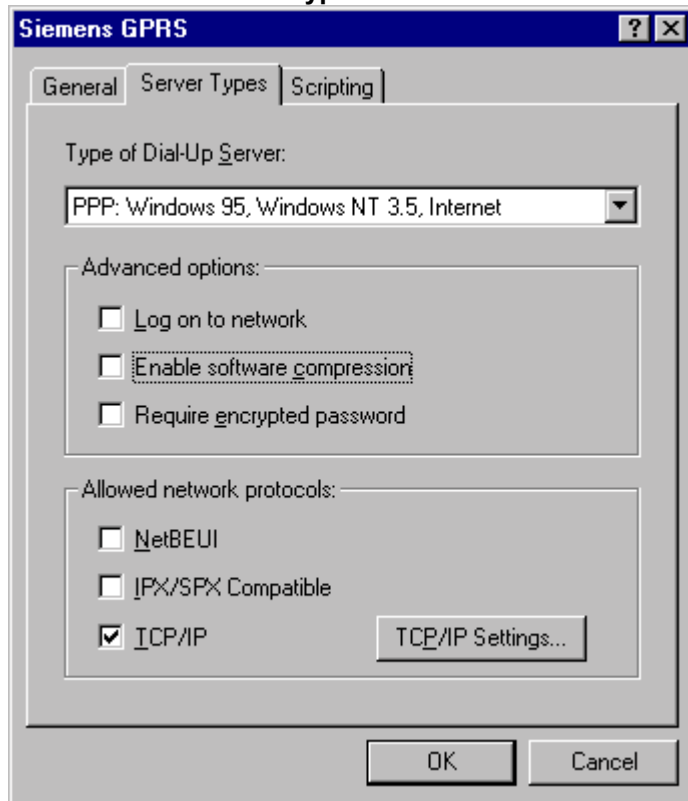 Siemens GPRS
General Server Types Scripting
Type of Dial-Up Server:
PPP: Windows 95, Windows NT 3.5, Internet
Advanced options:
Log on to network
Enable software compression
Require encrypted password
Allowed network protocols:
NetBEUI
IPX/SPX Compatible
TCP/IP TCP/IP Settings...
OK Cancel